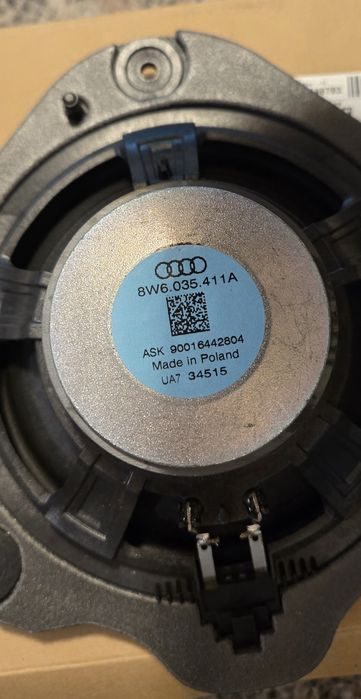 8W6.035.411A
ASK 90016442804
Made in Poland
UA7 34515